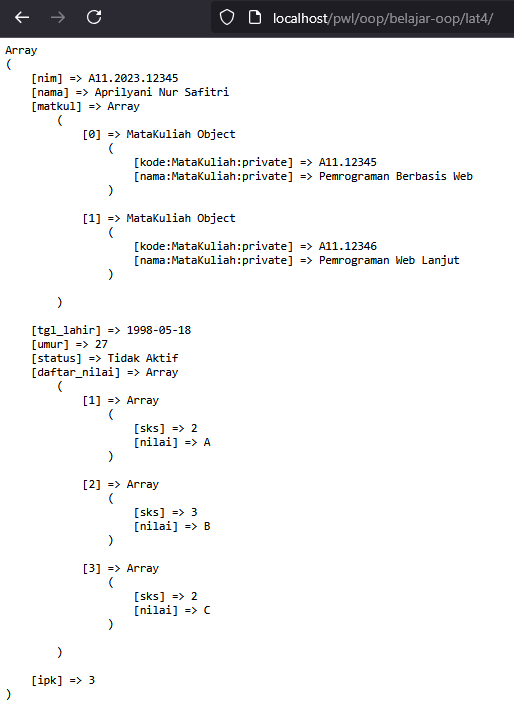 localhost/pwl/oop/belajar-oop/lat4/
Array
(
    [nim] => A11.2023.12345
    [nama] => Aprilyani Nur Safitri
    [matkul] => Array
        (
            [0] => MataKuliah Object
                (
                    [kode:MataKuliah:private] => A11.12345
                    [nama:MataKuliah:private] => Pemrograman Berbasis Web
                )

            [1] => MataKuliah Object
                (
                    [kode:MataKuliah:private] => A11.12346
                    [nama:MataKuliah:private] => Pemrograman Web Lanjut
                )

        )

    [tgl_lahir] => 1998-05-18
    [umur] => 27
    [status] => Tidak Aktif
    [daftar_nilai] => Array
        (
            [1] => Array
                (
                    [sks] => 2
                    [nilai] => A
                )

            [2] => Array
                (
                    [sks] => 3
                    [nilai] => B
                )

            [3] => Array
                (
                    [sks] => 2
                    [nilai] => C
                )

        )

    [ipk] => 3
)